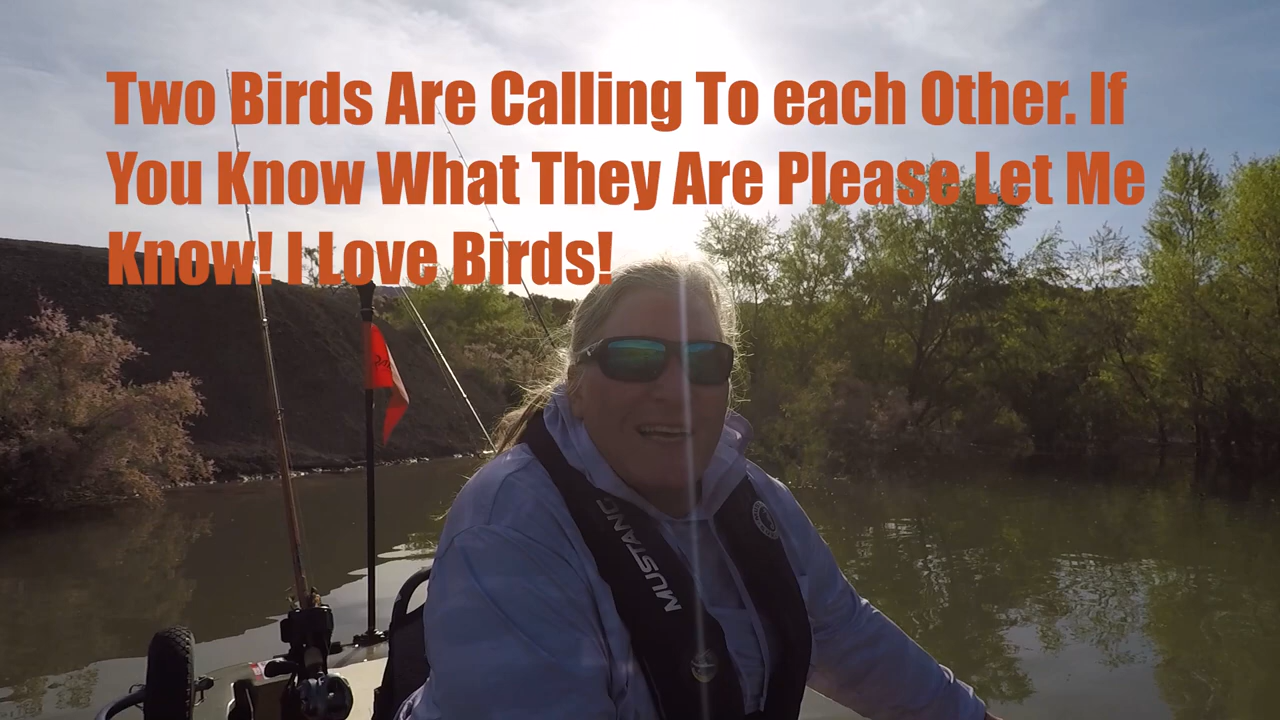 Two Birds Are Calling To each Other. If
You Know What They Are Please Let Me
Know! I Love Birds!
MUSTANG